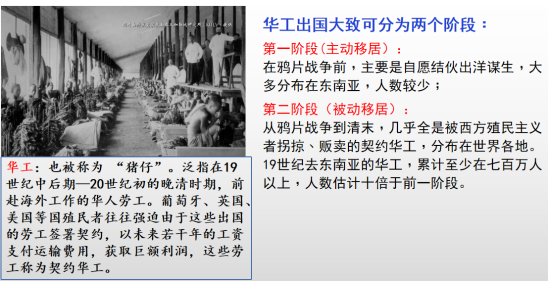 华工出国大致可分为两个阶段：
第一阶段(主动移居）：
在鸦片战争前，主要是自愿结伙出洋谋生，大
多分布在东南亚，人数较少；
第二阶段（被动移居）：
从鸦片战争到清末，几乎全是被西方殖民主义
者拐掠、贩卖的契约华工，分布在世界各地。
19世纪去东南亚的华工，累计至少在七百万人
以上，人数估计十倍于前一阶段。
华工：也被称为 “猪仔”。泛指在19
世纪中后期—20世纪初的晚清时期，前
赴海外工作的华人劳工。葡萄牙、英国、
美国等国殖民者往往强迫由于这些出国
的劳工签署契约，以未来若干年的工资
支付运输费用，获取巨额利润，这些劳
工称为契约华工。